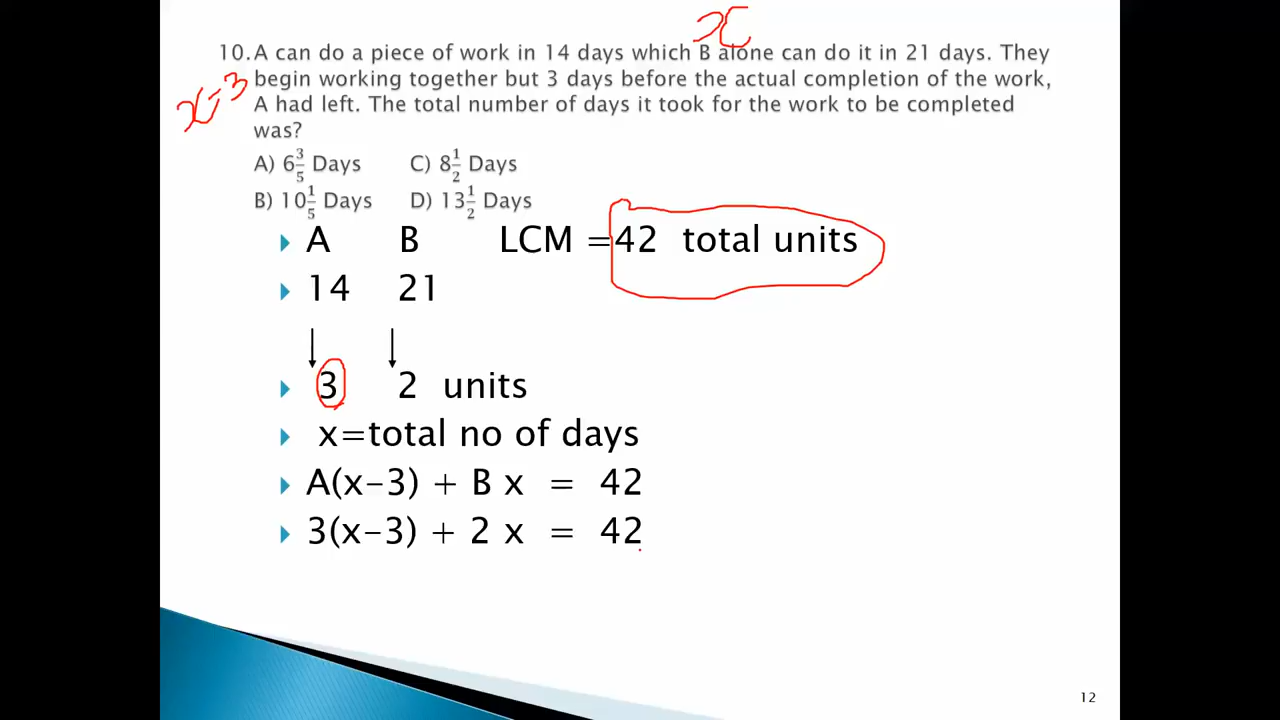 x
10. A can do a piece of work in 14 days which B alone can do it in 21 days. They
begin working together but 3 days before the actual completion of the work,
x-3
A had left. The total number of days it took for the work to be completed
was?
A) 6 3/5 Days C) 8 1/2 Days
B) 10 1/5 Days D) 13 1/2 Days
A B LCM =42 total units
14 21
3 2 units
x=total no of days
A(x-3) + B x = 42
3(x-3) + 2 x = 42
12